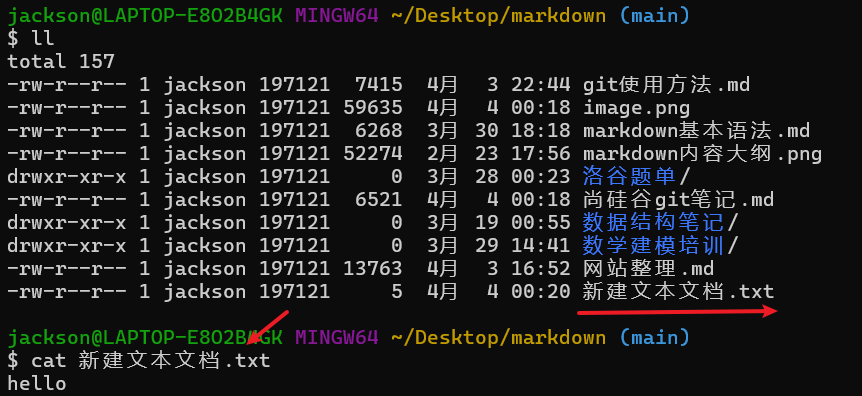 jackson@LAPTOP-E802B4GK MINGW64 ~/Desktop/markdown (main)
$ ll
total 157
-rw-r--r-- 1 jackson 197121  7415  4月   3 22:44 git使用方法.md
-rw-r--r-- 1 jackson 197121 59635  4月   4 00:18 image.png
-rw-r--r-- 1 jackson 197121  6268  3月  30 18:18 markdown基本语法.md
-rw-r--r-- 1 jackson 197121 52274  2月  23 17:56 markdown内容大纲.png
drwxr-xr-x 1 jackson 197121     0  3月  28 00:23 洛谷题单/
-rw-r--r-- 1 jackson 197121  6521  4月   4 00:18 尚硅谷git笔记.md
drwxr-xr-x 1 jackson 197121     0  3月  19 00:55 数据结构笔记/
drwxr-xr-x 1 jackson 197121     0  3月  29 14:41 数学建模培训/
-rw-r--r-- 1 jackson 197121 13763  4月   3 16:52 网站整理.md
-rw-r--r-- 1 jackson 197121     5  4月   4 00:20 新建文本文档.txt
jackson@LAPTOP-E802B4GK MINGW64 ~/Desktop/markdown (main)
$ cat 新建文本文档.txt
hello